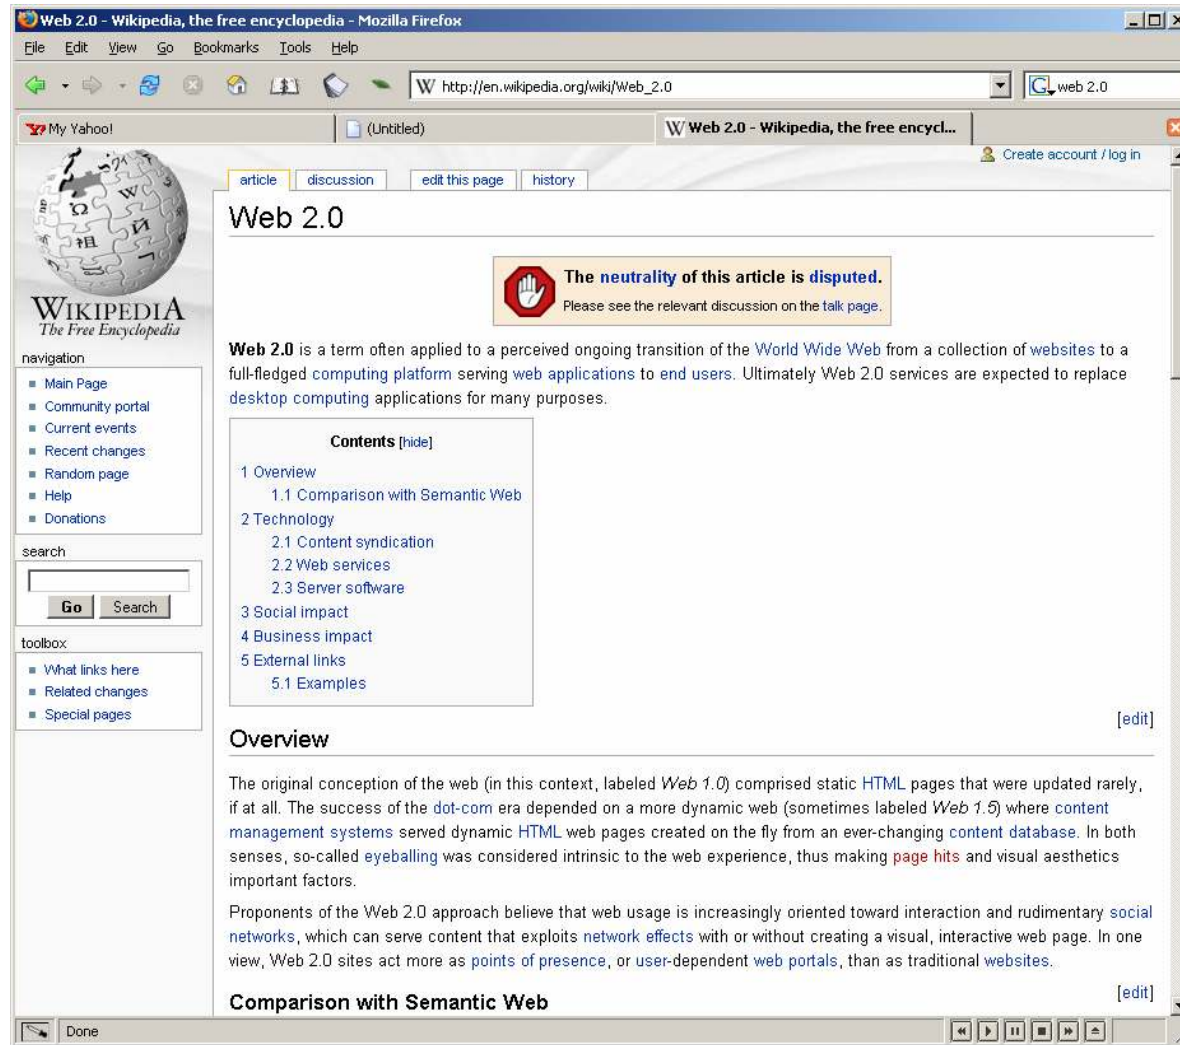 Web 2.0 - Wikipedia, the free encyclopedia - Mozilla Firefox
File Edit View Go Bookmarks Tools Help
http://en.wikipedia.org/wiki/Web_2.0
web 2.0
My Yahoo!
(Untitled)
Web 2.0 - Wikipedia, the free encycl...
Create account / log in
article discussion edit this page history
WIKIPEDIA
The Free Encyclopedia
navigation
Main Page
Community portal
Current events
Recent changes
Random page
Help
Donations
search
Go Search
toolbox
What links here
Related changes
Special pages
Web 2.0
The neutrality of this article is disputed.
Please see the relevant discussion on the talk page.
Web 2.0 is a term often applied to a perceived ongoing transition of the World Wide Web from a collection of websites to a
full-fledged computing platform serving web applications to end users. Ultimately Web 2.0 services are expected to replace
desktop computing applications for many purposes.
Contents [hide]
1 Overview
1.1 Comparison with Semantic Web
2 Technology
2.1 Content syndication
2.2 Web services
2.3 Server software
3 Social impact
4 Business impact
5 External links
5.1 Examples
[edit]
Overview
The original conception of the web (in this context, labeled Web 1.0) comprised static HTML pages that were updated rarely,
if at all. The success of the dot-com era depended on a more dynamic web (sometimes labeled Web 1.5) where content
management systems served dynamic HTML web pages created on the fly from an ever-changing content database. In both
senses, so-called eyeballing was considered intrinsic to the web experience, thus making page hits and visual aesthetics
important factors.
Proponents of the Web 2.0 approach believe that web usage is increasingly oriented toward interaction and rudimentary social
networks, which can serve content that exploits network effects with or without creating a visual, interactive web page. In one
view, Web 2.0 sites act more as points of presence, or user-dependent web portals, than as traditional websites.
[edit]
Comparison with Semantic Web
Done